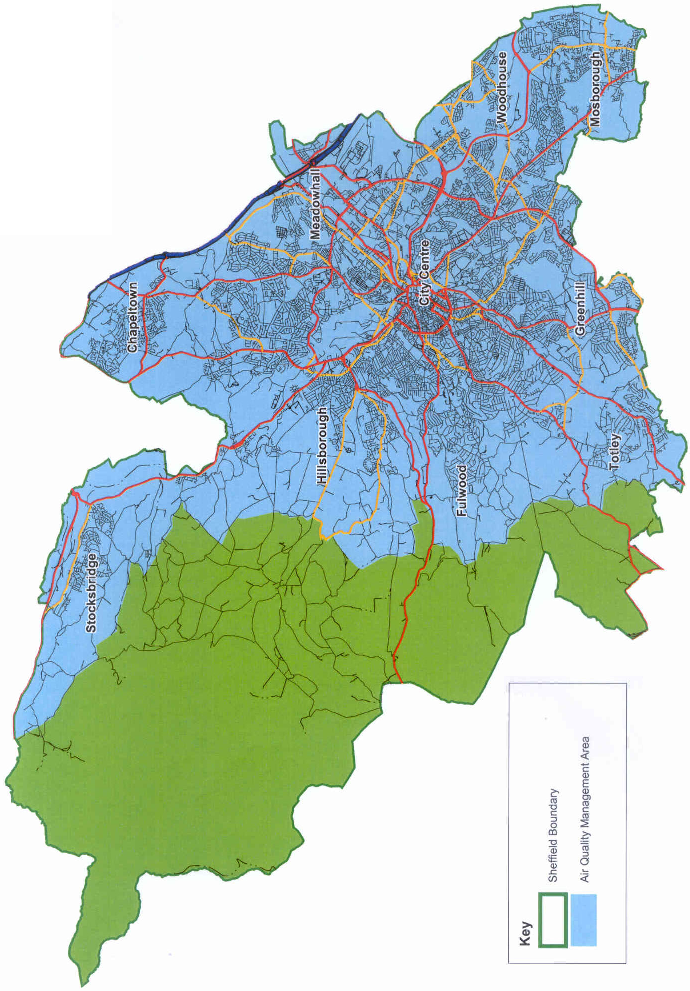 Stocksbridge
Chapeltown
Hillsborough
Meadowhall
Fulwood
City Centre
Woodhouse
Totley
Greenhill
Mosborough
Key
Sheffield Boundary
Air Quality Management Area